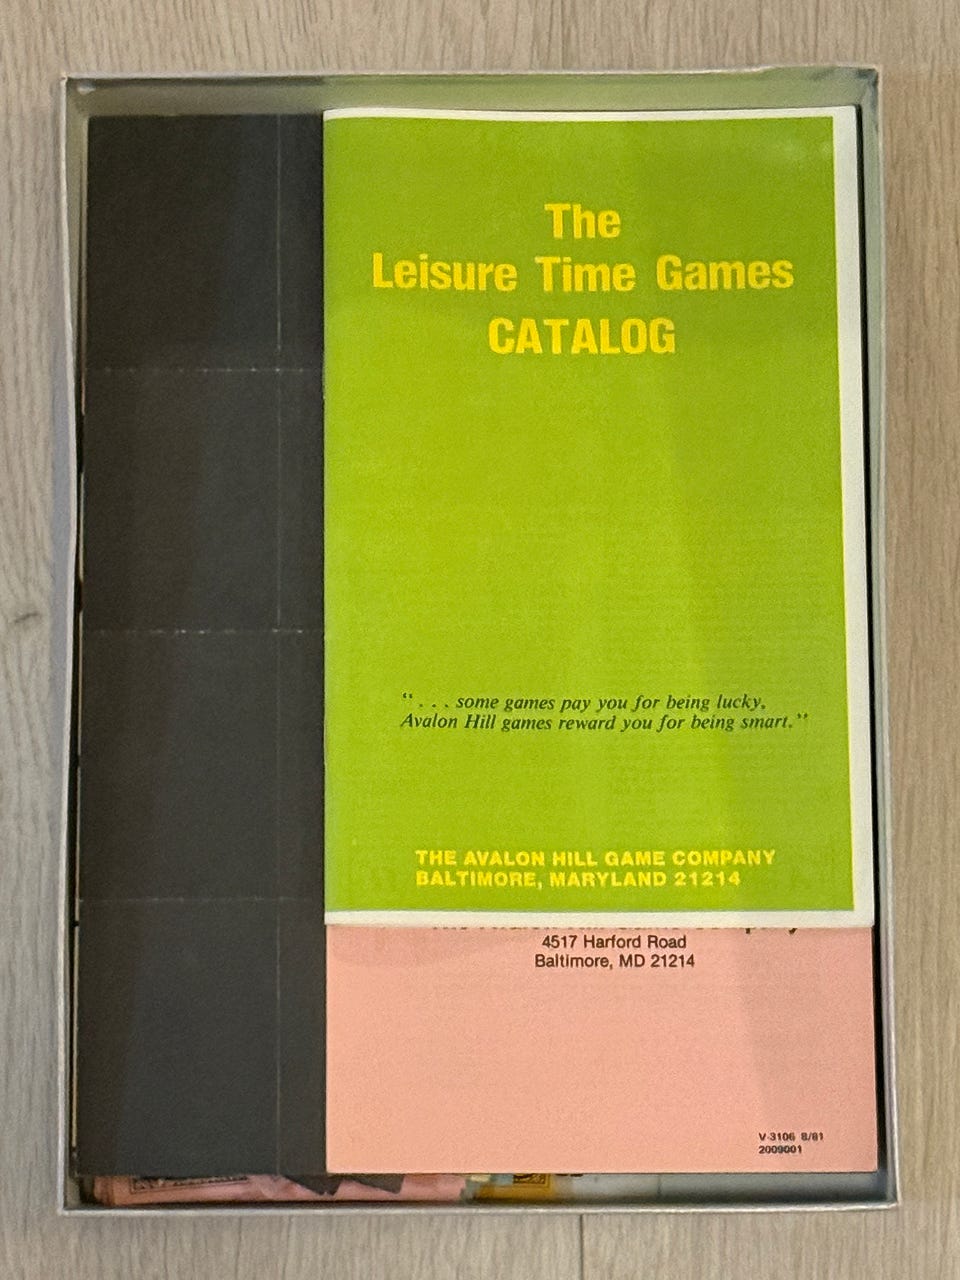 The
Leisure Time Games
CATALOG
“. . . some games pay you for being lucky,
Avalon Hill games reward you for being smart.”
THE AVALON HILL GAME COMPANY
BALTIMORE, MARYLAND 21214
4517 Harford Road
Baltimore, MD 21214
V-3106 8/81
2009001